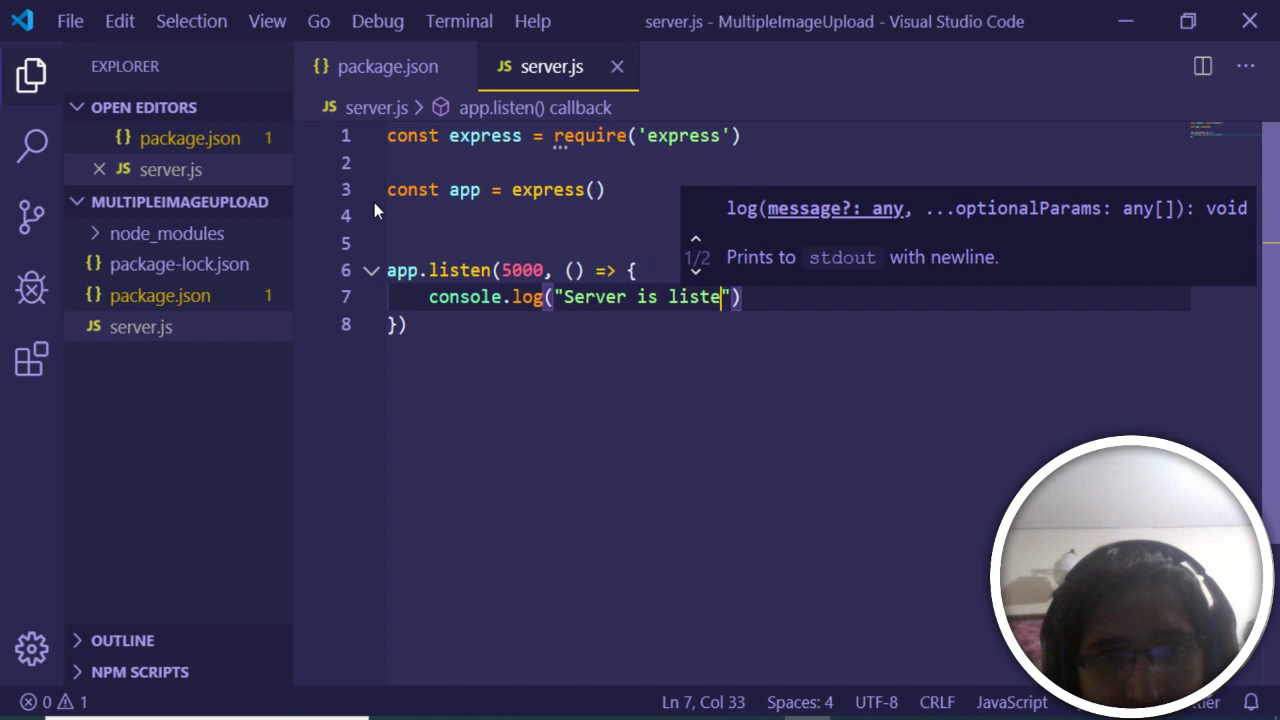 File Edit Selection View Go Debug Terminal Help server.js - MultipleImageUpload - Visual Studio Code
EXPLORER
OPEN EDITORS
{} package.json 1
JS server.js
MULTIPLEIMAGEUPLOAD
node_modules
{} package-lock.json
{} package.json 1
JS server.js
OUTLINE
NPM SCRIPTS
{} package.json JS server.js
JS server.js > app.listen() callback
1 const express = require('express')
2
3 const app = express()
4
5
6 app.listen(5000, () => {
7 console.log("Server is liste")
8 })
log(message?: any, ...optionalParams: any[]): void
1/2 Prints to stdout with newline.
0 1 Ln 7, Col 33 Spaces: 4 UTF-8 CRLF JavaScript